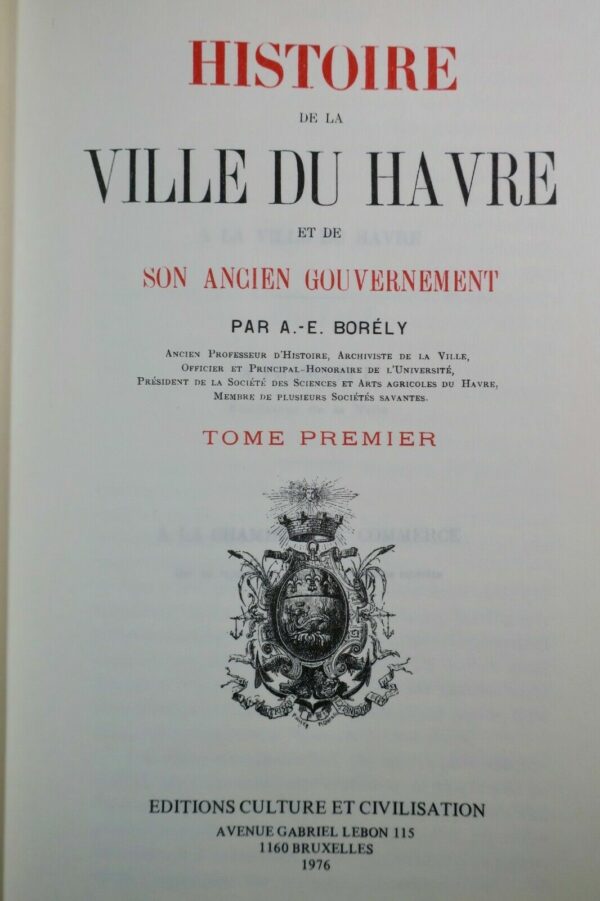 HISTOIRE
DE LA
VILLE DU HAVRE
ET DE
SON ANCIEN GOUVERNEMENT
PAR A.-E. BORÉLY
ANCIEN PROFESSEUR D'HISTOIRE, ARCHIVISTE DE LA VILLE,
OFFICIER ET PRINCIPAL-HONORAIRE DE L'UNIVERSITÉ,
PRÉSIDENT DE LA SOCIÉTÉ DES SCIENCES ET ARTS AGRICOLES DU HAVRE,
MEMBRE DE PLUSIEURS SOCIÉTÉS SAVANTES.
TOME PREMIER
EDITIONS CULTURE ET CIVILISATION
AVENUE GABRIEL LEBON 115
1160 BRUXELLES
1976